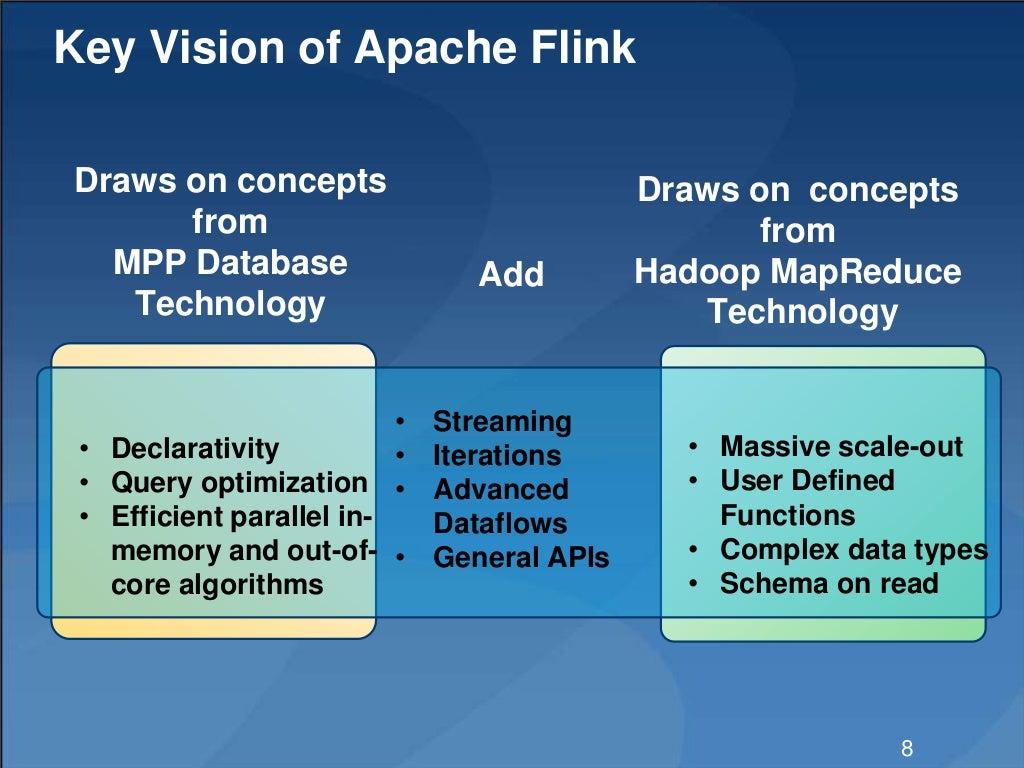 Key Vision of Apache Flink
Draws on concepts
from
MPP Database
Technology
Add
Draws on  concepts
from
Hadoop MapReduce
Technology
• Declarativity
• Query optimization
• Efficient parallel in-
memory and out-of-
core algorithms
• Streaming
• Iterations
• Advanced
Dataflows
• General APIs
• Massive scale-out
• User Defined
Functions
• Complex data types
• Schema on read
8